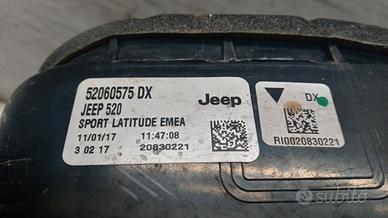 52060575 DX
JEEP 520
SPORT LATITUDE EMEA
11/01/17 11:47:08
3 02 17 20830221
Jeep
DX
RI0020830221
subito